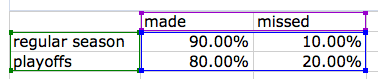 made missed
regular season 90.00% 10.00%
playoffs 80.00% 20.00%